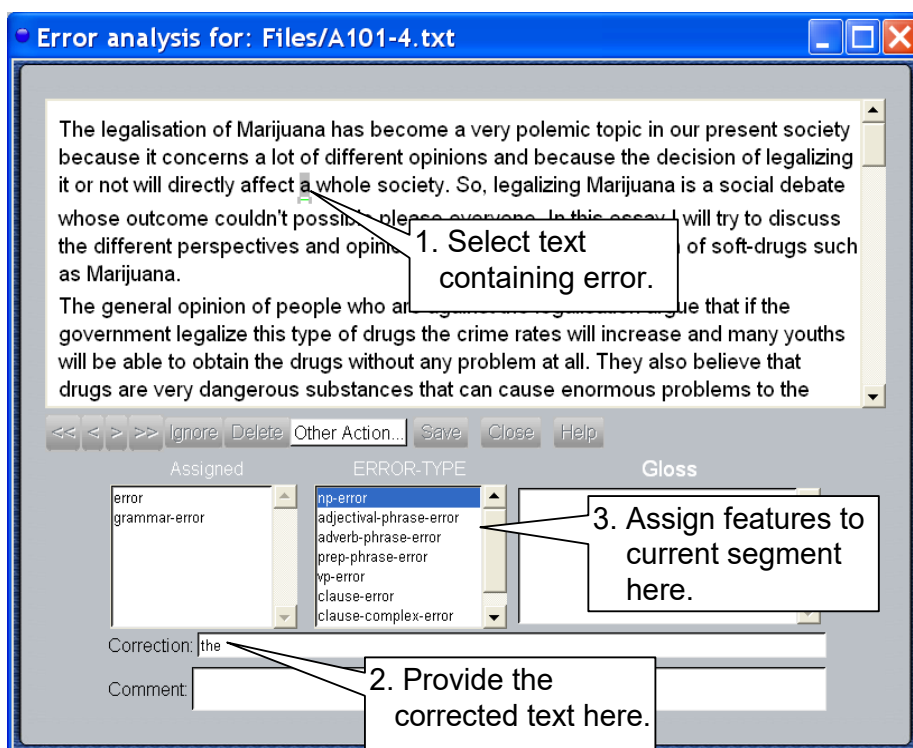 Error analysis for: Files/A101-4.txt
The legalisation of Marijuana has become a very polemic topic in our present society
because it concerns a lot of different opinions and because the decision of legalizing
it or not will directly affect a whole society. So, legalizing Marijuana is a social debate
whose outcome couldn't possible please everyone. In this essay I will try to discuss
the different perspectives and opin
n of soft-drugs such
as Marijuana.
1. Select text
containing error.
The general opinion of people who are against the legalisation argue that if the
government legalize this type of drugs the crime rates will increase and many youths
will be able to obtain the drugs without any problem at all. They also believe that
drugs are very dangerous substances that can cause enormous problems to the
<< < > >> Ignore Delete Other Action... Save Close Help
Assigned ERROR-TYPE Gloss
error
grammar-error
np-error
adjectival-phrase-error
adverb-phrase-error
prep-phrase-error
vp-error
clause-error
clause-complex-error
3. Assign features to
current segment
here.
Correction: the
Comment:
2. Provide the
corrected text here.